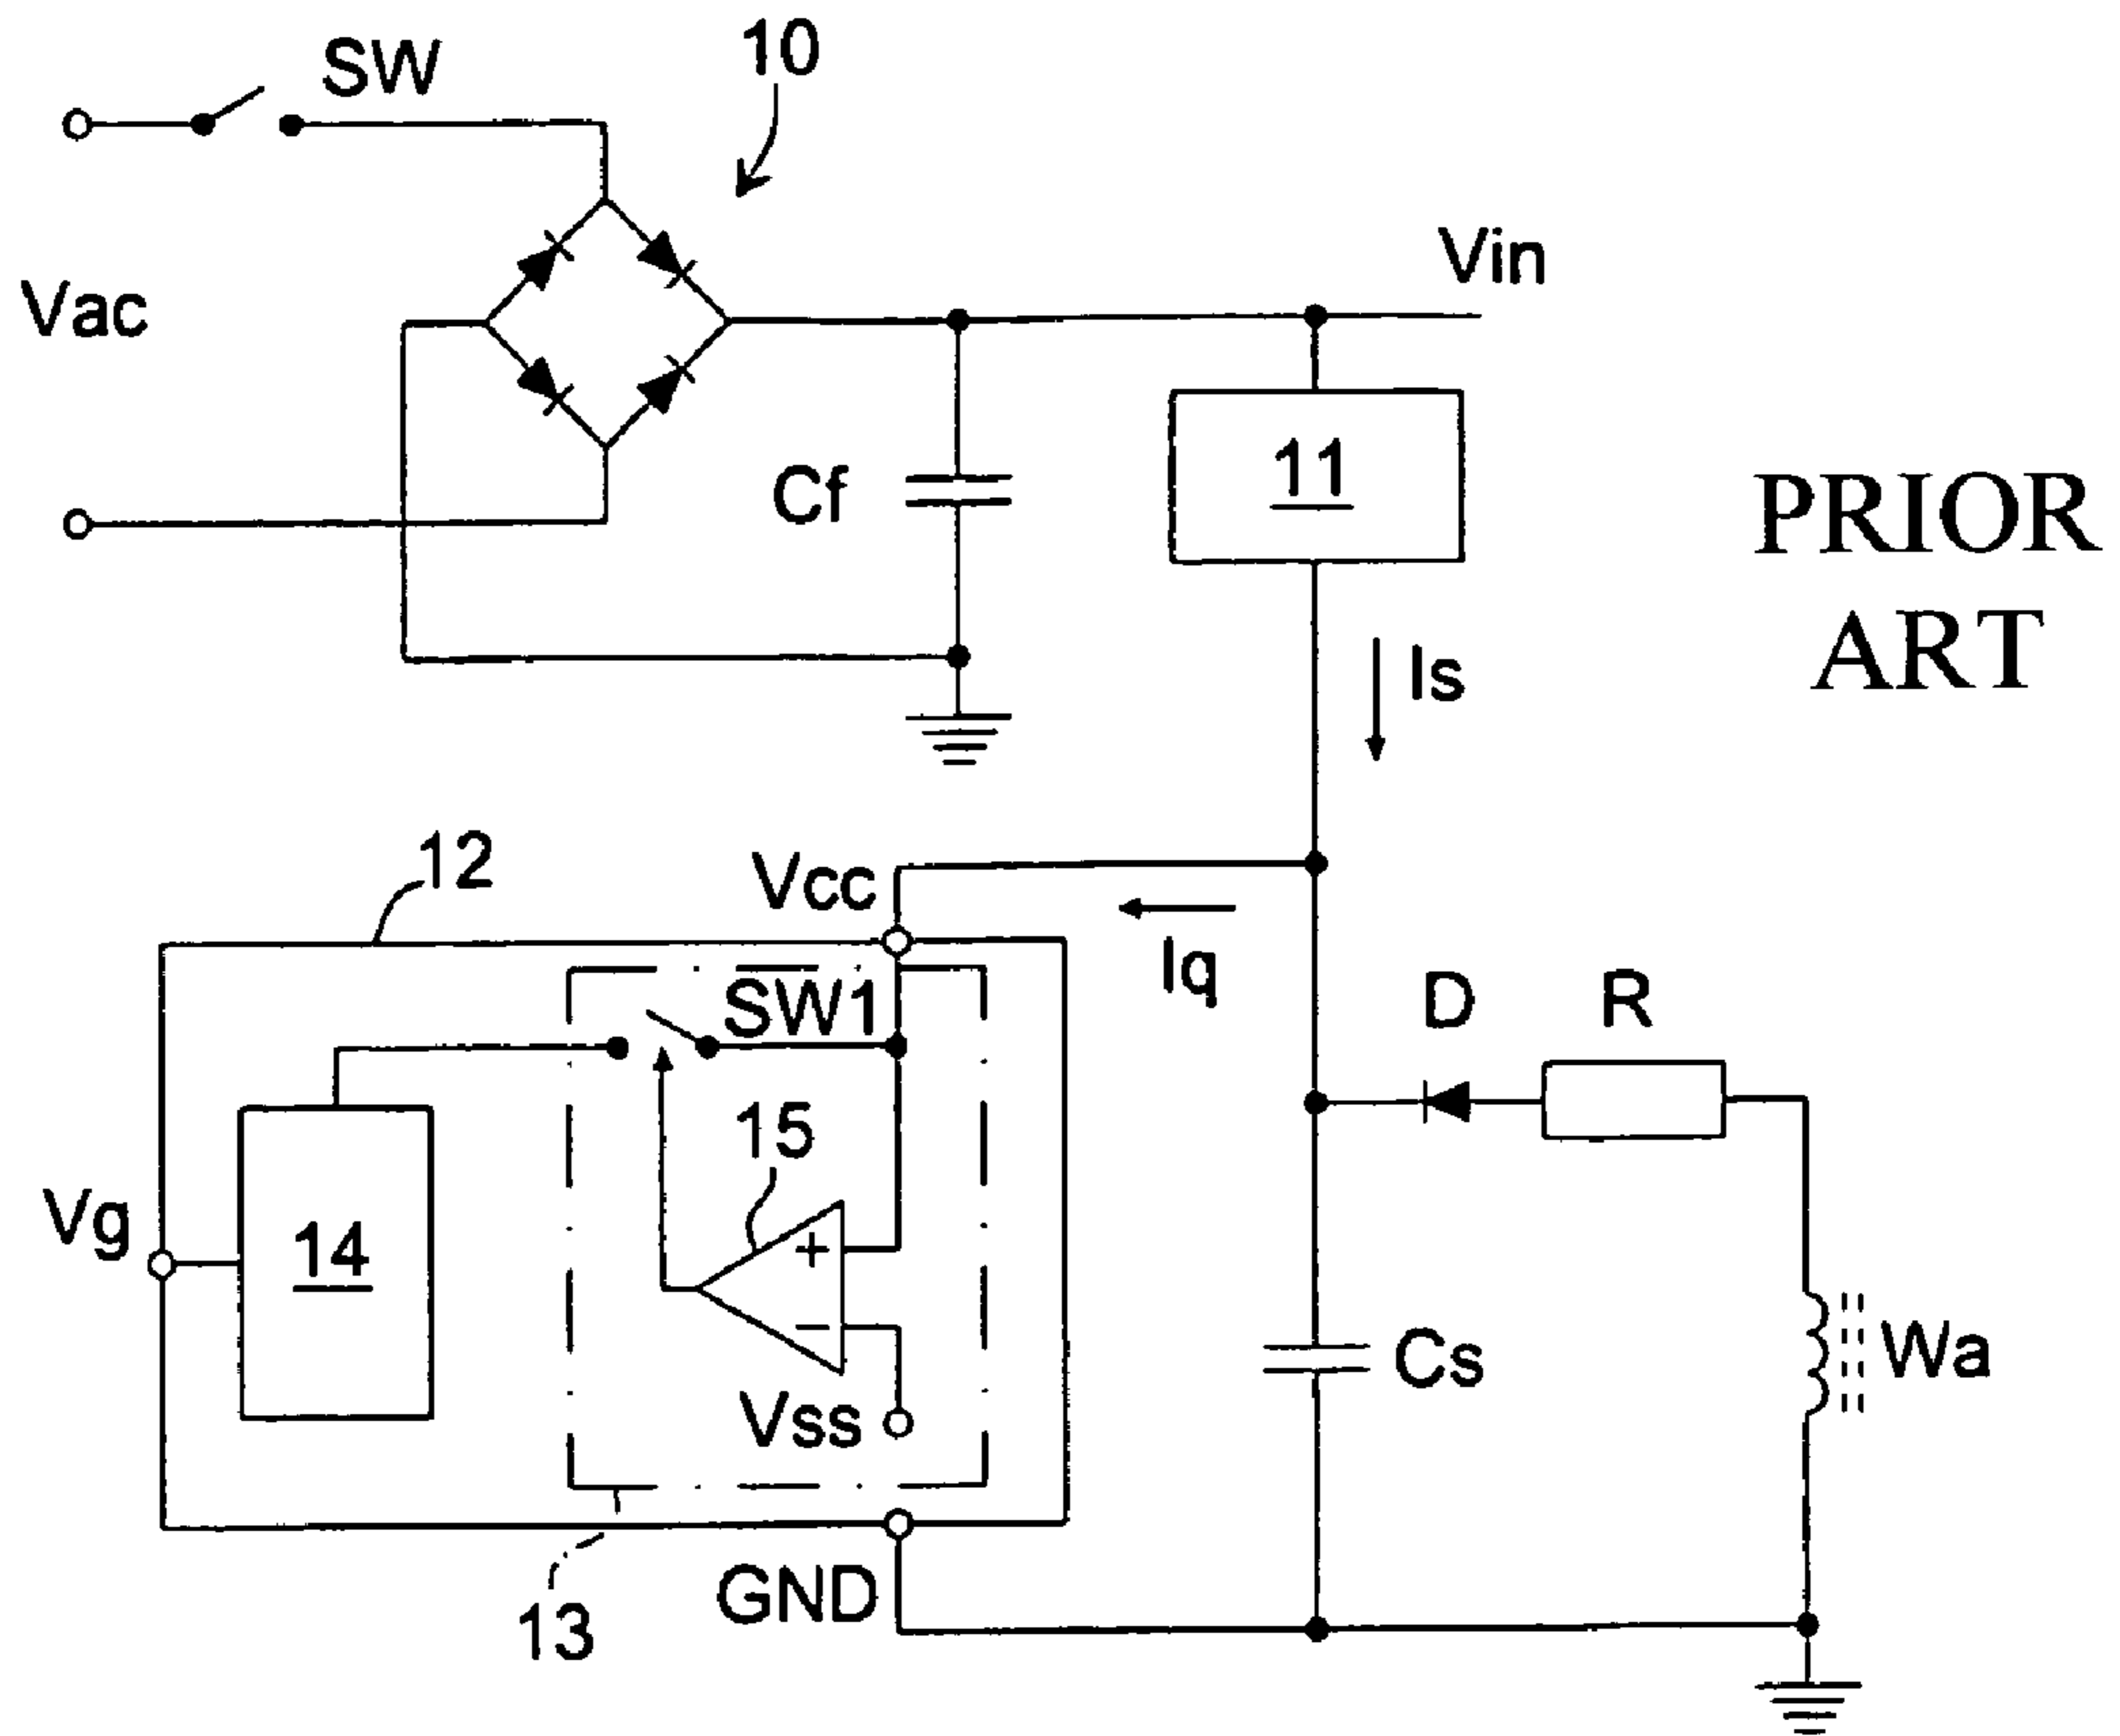 SW
10
Vac
Vin
Cf
11
PRIOR
ART
Is
12
Vcc
Iq
SW1
D
R
15
+
Vg
14
−
Cs
Wa
Vss
GND
13